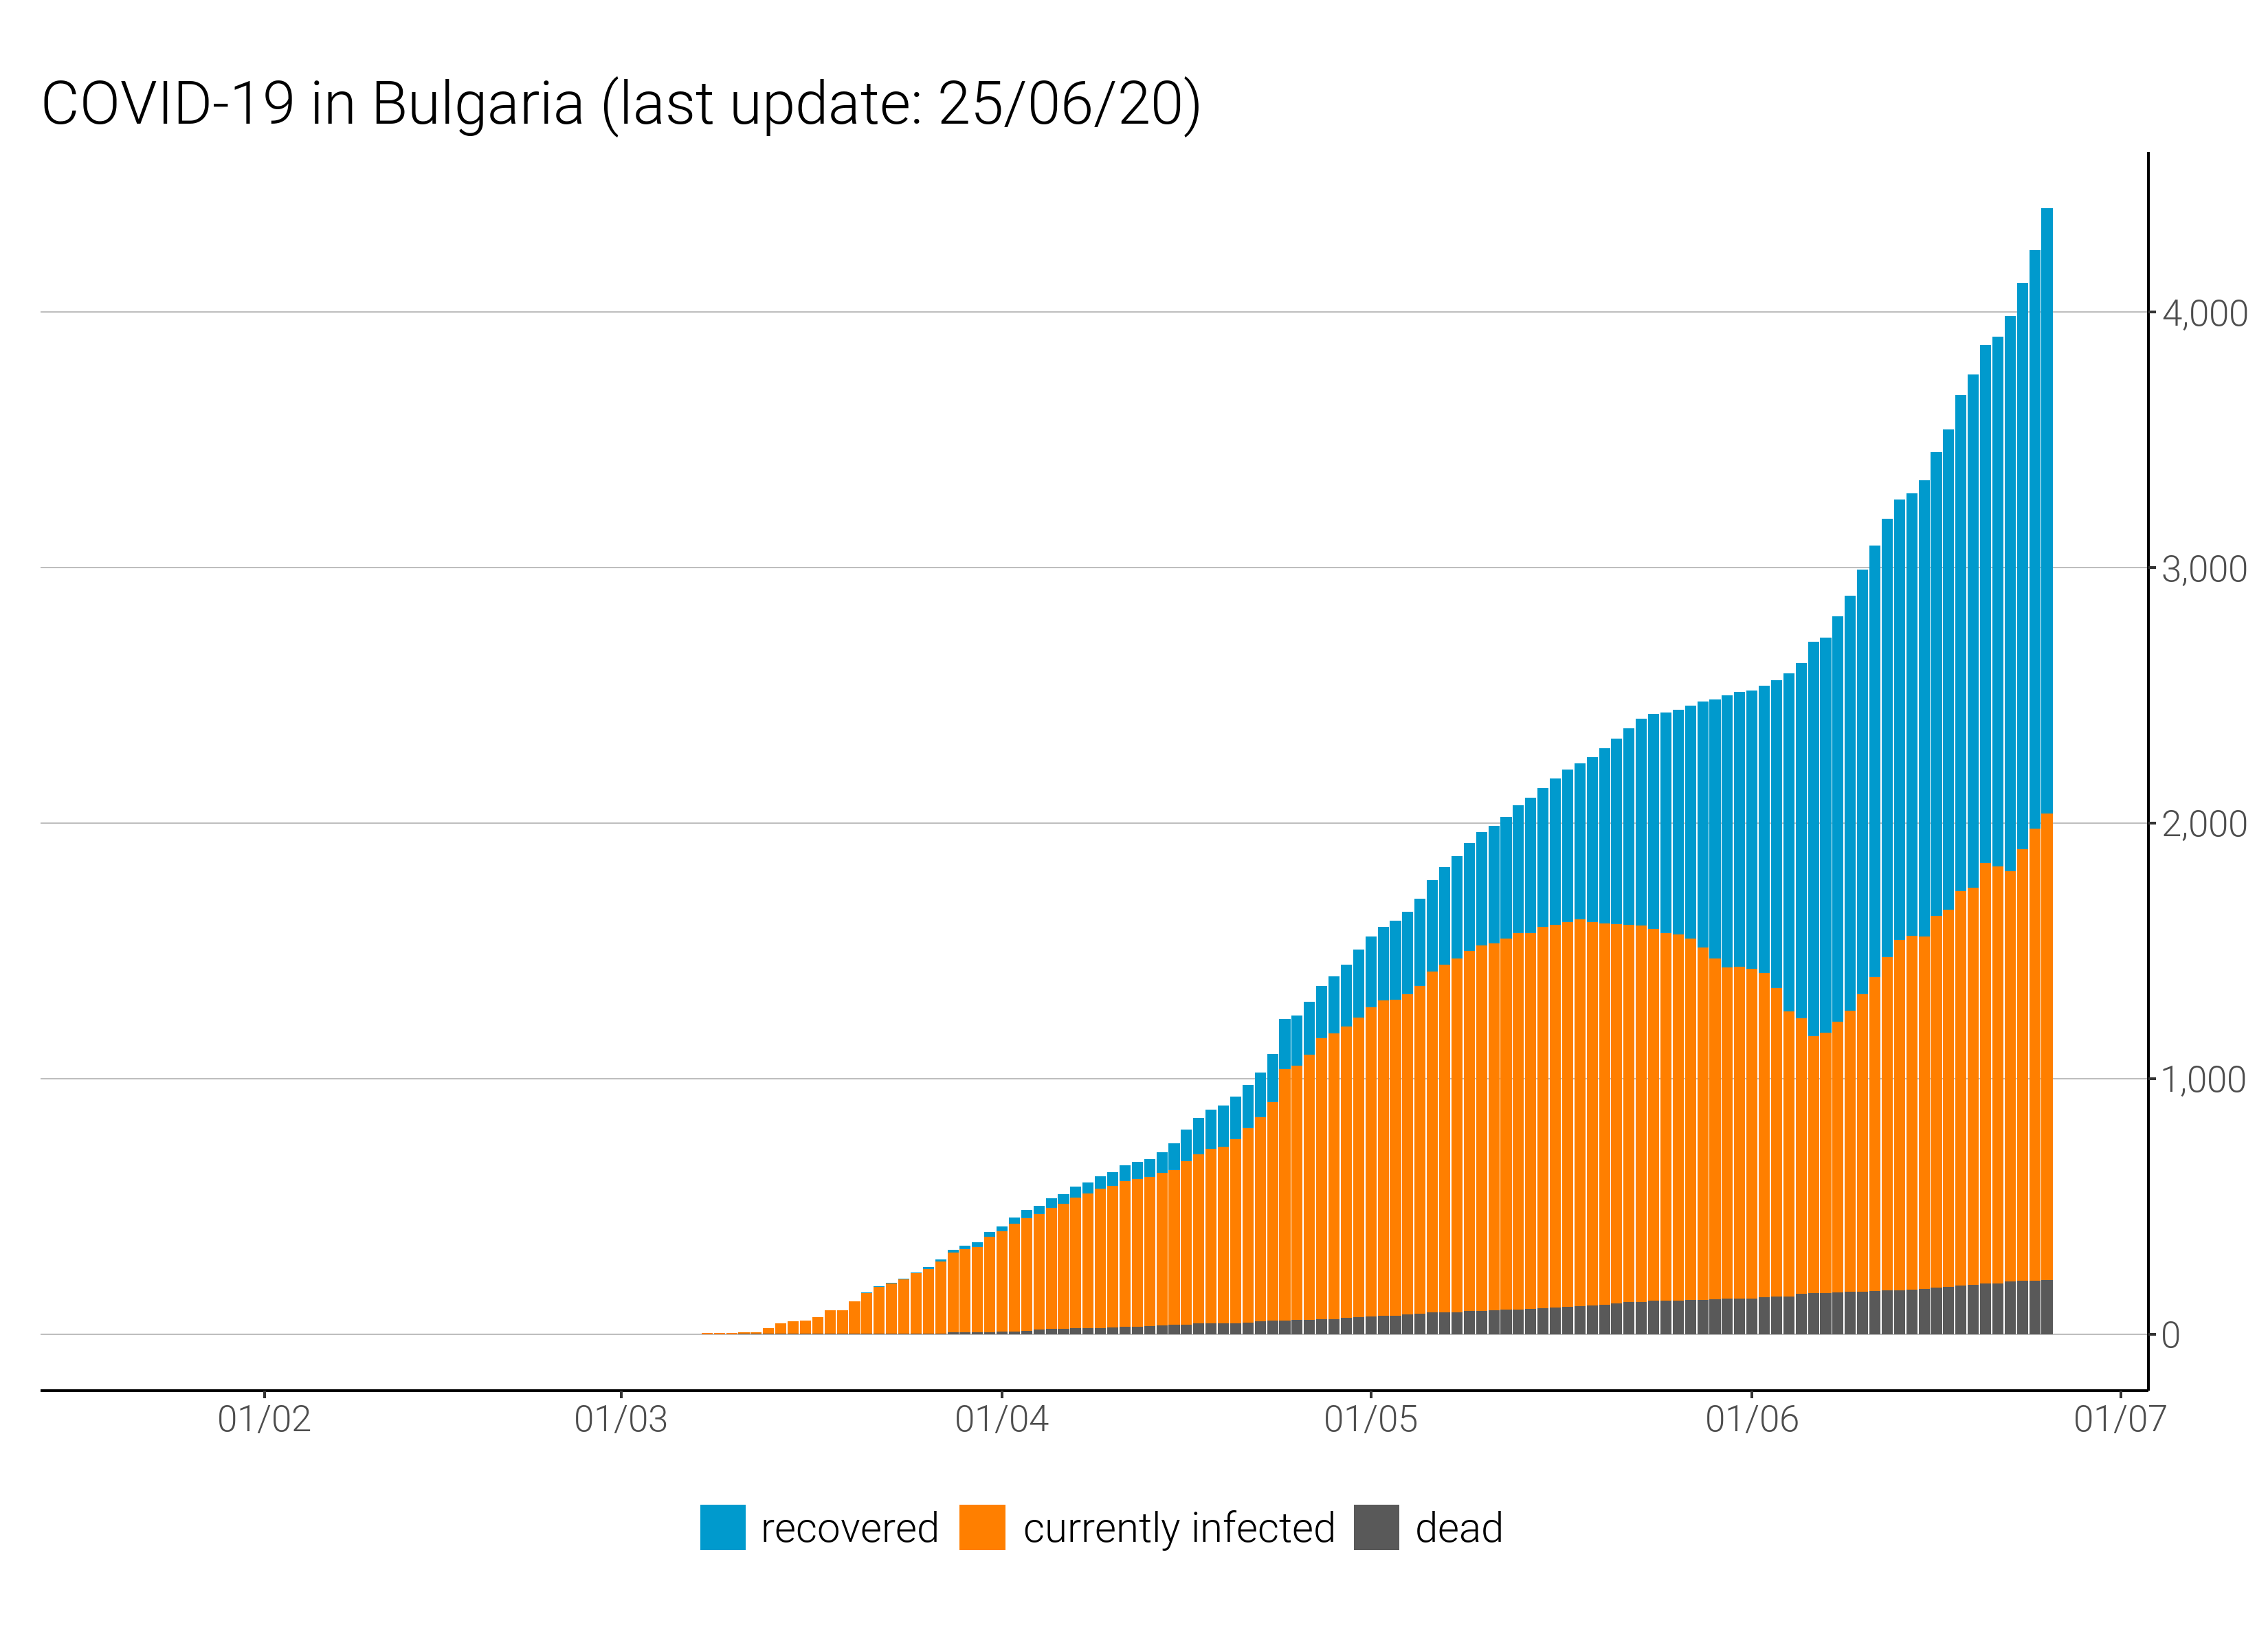 COVID-19 in Bulgaria (last update: 25/06/20)
4,000
3,000
2,000
1,000
0
01/02 01/03 01/04 01/05 01/06 01/07
recovered currently infected dead